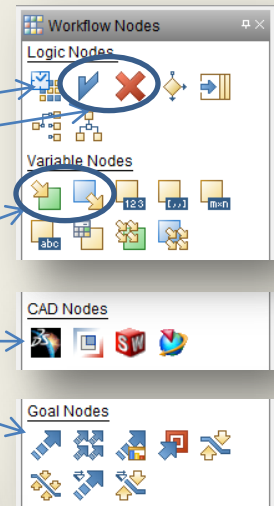 Workflow Nodes
Logic Nodes
Variable Nodes
123
[,,]
m×n
abc
CAD Nodes
SW
Goal Nodes